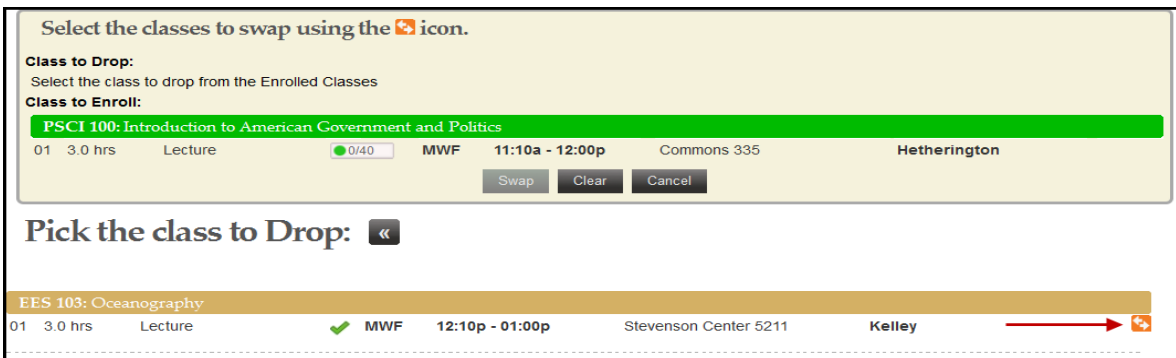 Select the classes to swap using the icon.
Class to Drop:
Select the class to drop from the Enrolled Classes
Class to Enroll:
PSCI 100: Introduction to American Government and Politics
01 3.0 hrs Lecture 0/40 MWF 11:10a - 12:00p Commons 335 Hetherington
Swap Clear Cancel
Pick the class to Drop: «
EES 103: Oceanography
01 3.0 hrs Lecture MWF 12:10p - 01:00p Stevenson Center 5211 Kelley